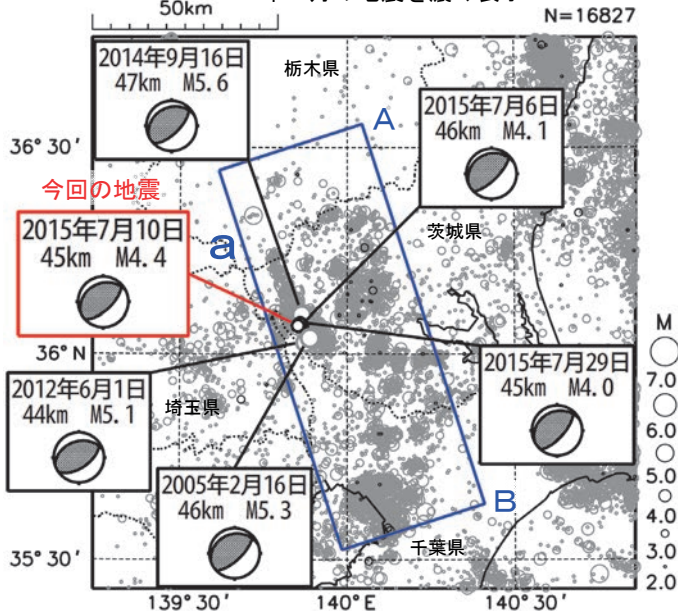 50km
N=16827
2014年9月16日
47km M5.6
栃木県
A
2015年7月6日
46km M4.1
36°30′
今回の地震
2015年7月10日
45km M4.4
a
茨城県
36°N
2012年6月1日
44km M5.1
埼玉県
2015年7月29日
45km M4.0
M
7.0
6.0
5.0
4.0
3.0
2.0
2005年2月16日
46km M5.3
B
千葉県
35°30′
139°30′
140°E
140°30′